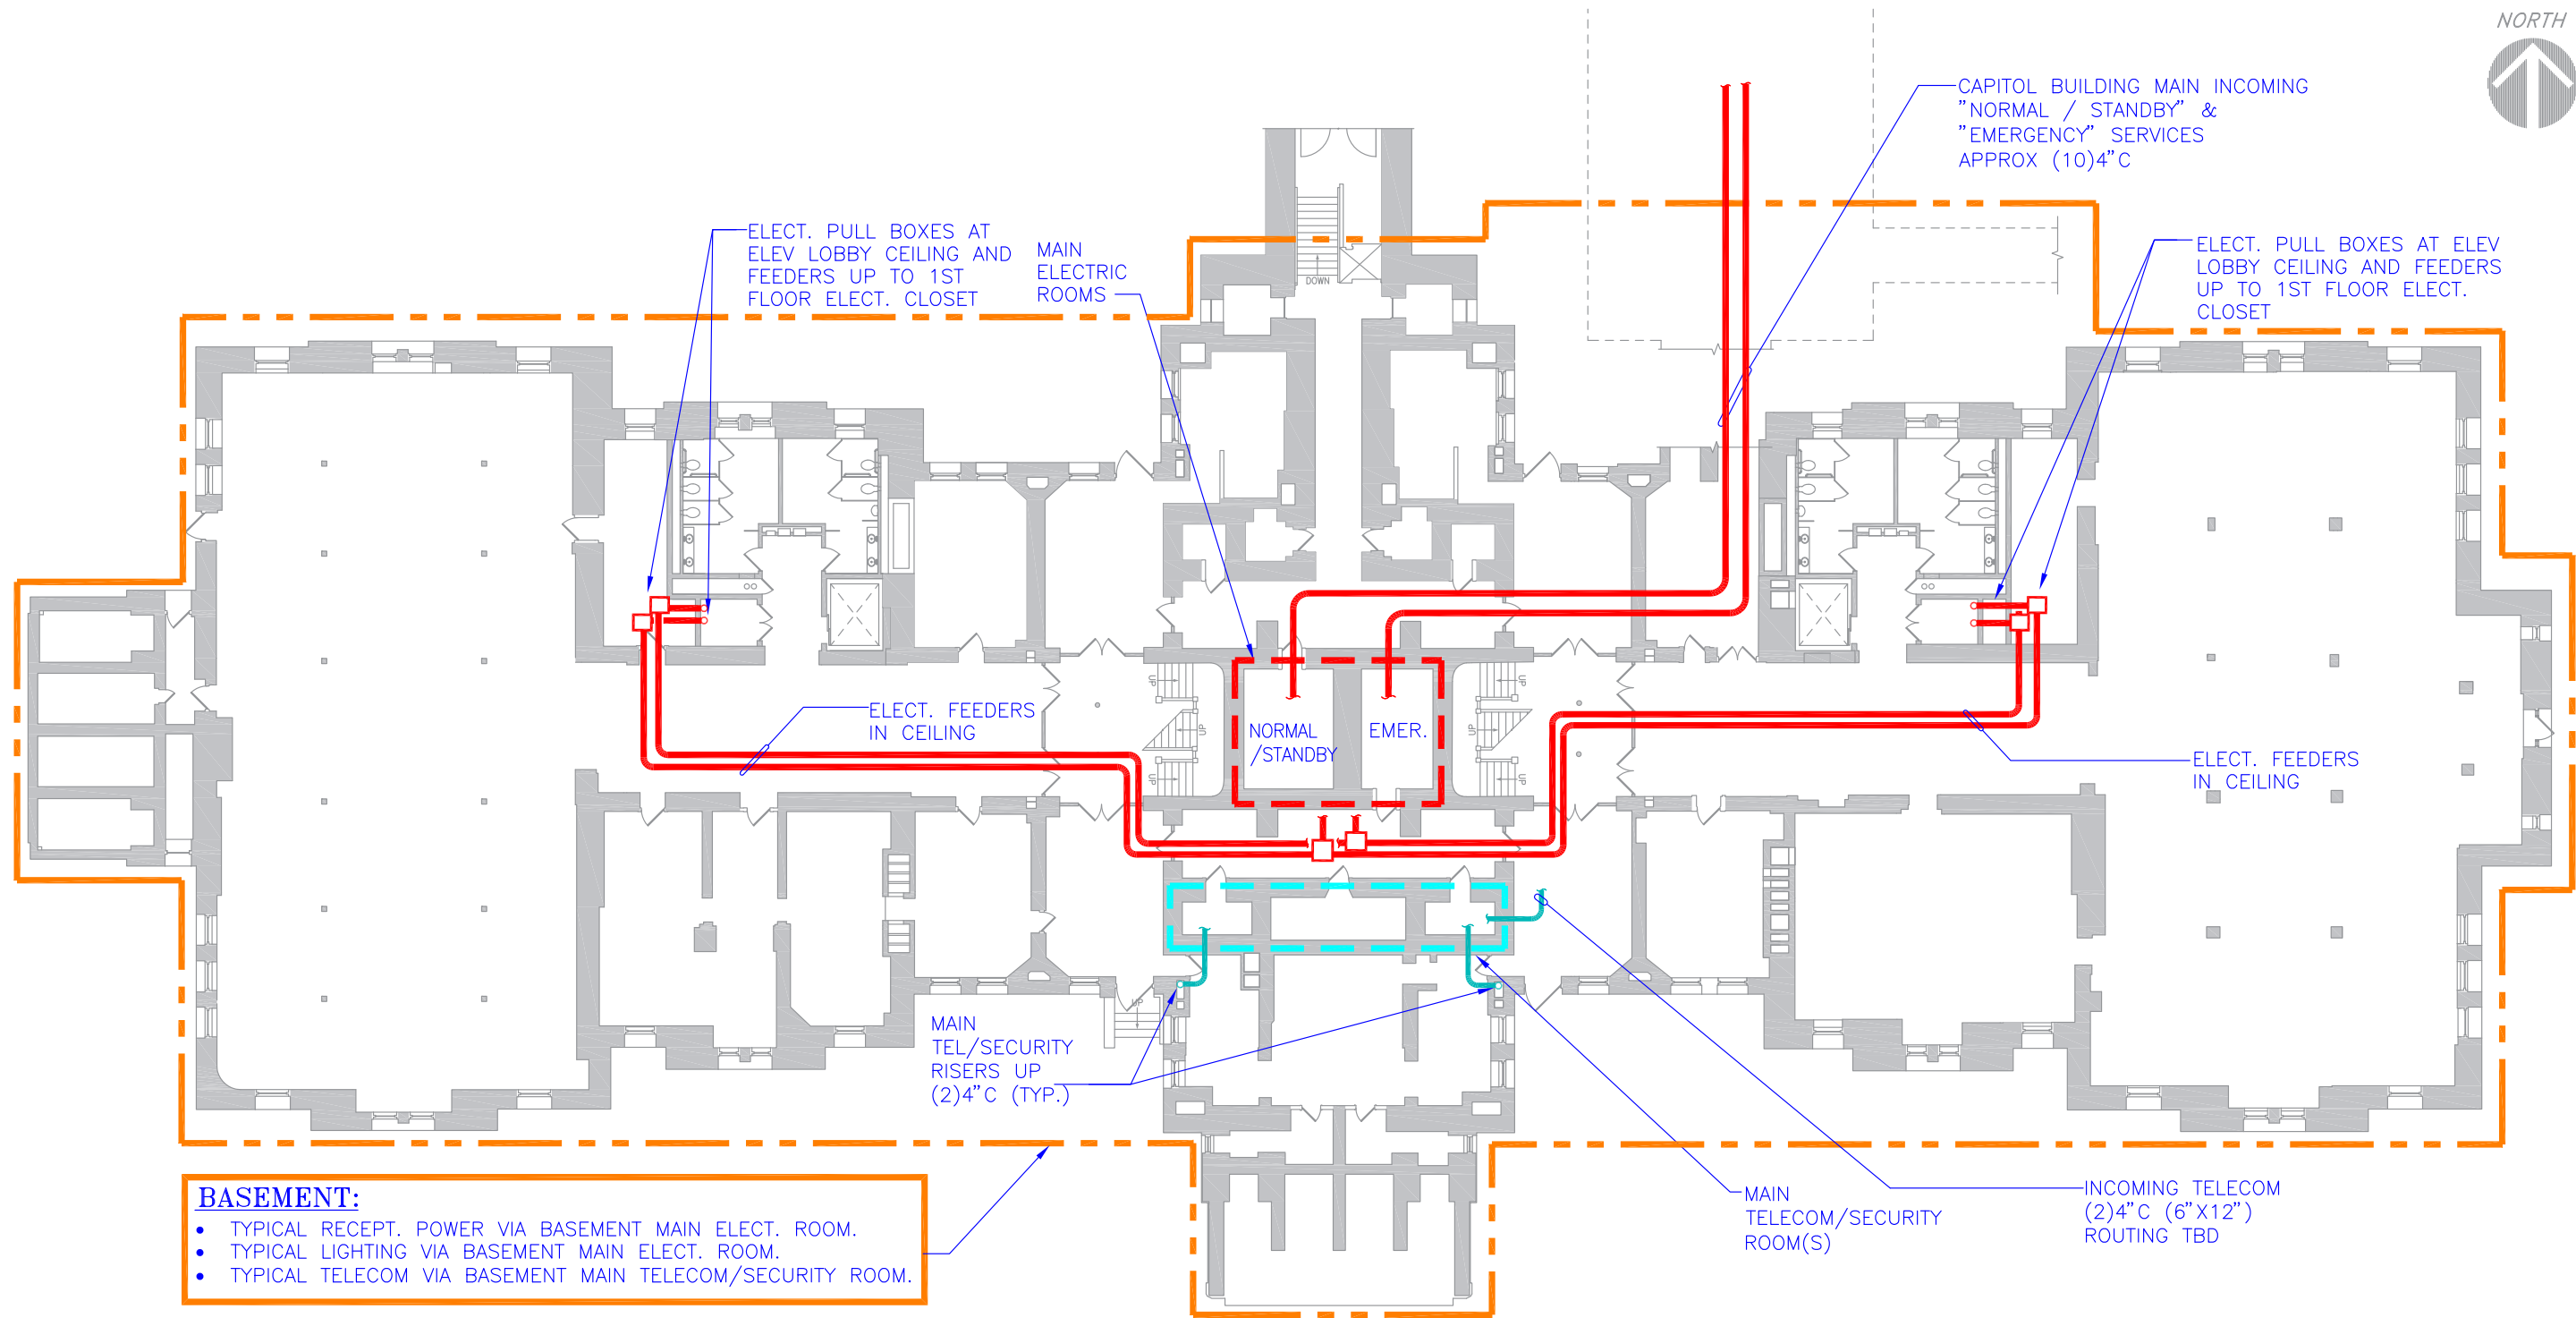 NORTH
CAPITOL BUILDING MAIN INCOMING
"NORMAL / STANDBY" &
"EMERGENCY" SERVICES
APPROX (10)4"C
ELECT. PULL BOXES AT
ELEV LOBBY CEILING AND
FEEDERS UP TO 1ST
FLOOR ELECT. CLOSET
MAIN
ELECTRIC
ROOMS
ELECT. PULL BOXES AT ELEV
LOBBY CEILING AND FEEDERS
UP TO 1ST FLOOR ELECT.
CLOSET
DOWN
UP
UP
UP
UP
UP
UP
ELECT. FEEDERS
IN CEILING
NORMAL
/STANDBY
EMER.
ELECT. FEEDERS
IN CEILING
UP
MAIN
TEL/SECURITY
RISERS UP
(2)4"C (TYP.)
MAIN
TELECOM/SECURITY
ROOM(S)
INCOMING TELECOM
(2)4"C (6"X12")
ROUTING TBD
BASEMENT:
• TYPICAL RECEPT. POWER VIA BASEMENT MAIN ELECT. ROOM.
• TYPICAL LIGHTING VIA BASEMENT MAIN ELECT. ROOM.
• TYPICAL TELECOM VIA BASEMENT MAIN TELECOM/SECURITY ROOM.